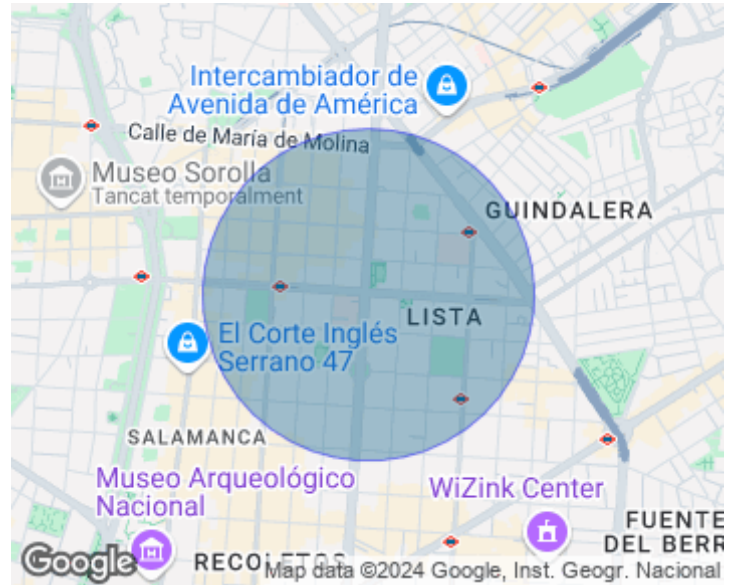 Intercambiador de
Avenida de América
Calle de María de Molina
Museo Sorolla
Tancat temporalment
GUINDALERA
LISTA
El Corte Inglés
Serrano 47
SALAMANCA
Museo Arqueológico
Nacional
WiZink Center
FUENTE
DEL BERR
RECOLETOS
Google
Map data ©2024 Google, Inst. Geogr. Nacional